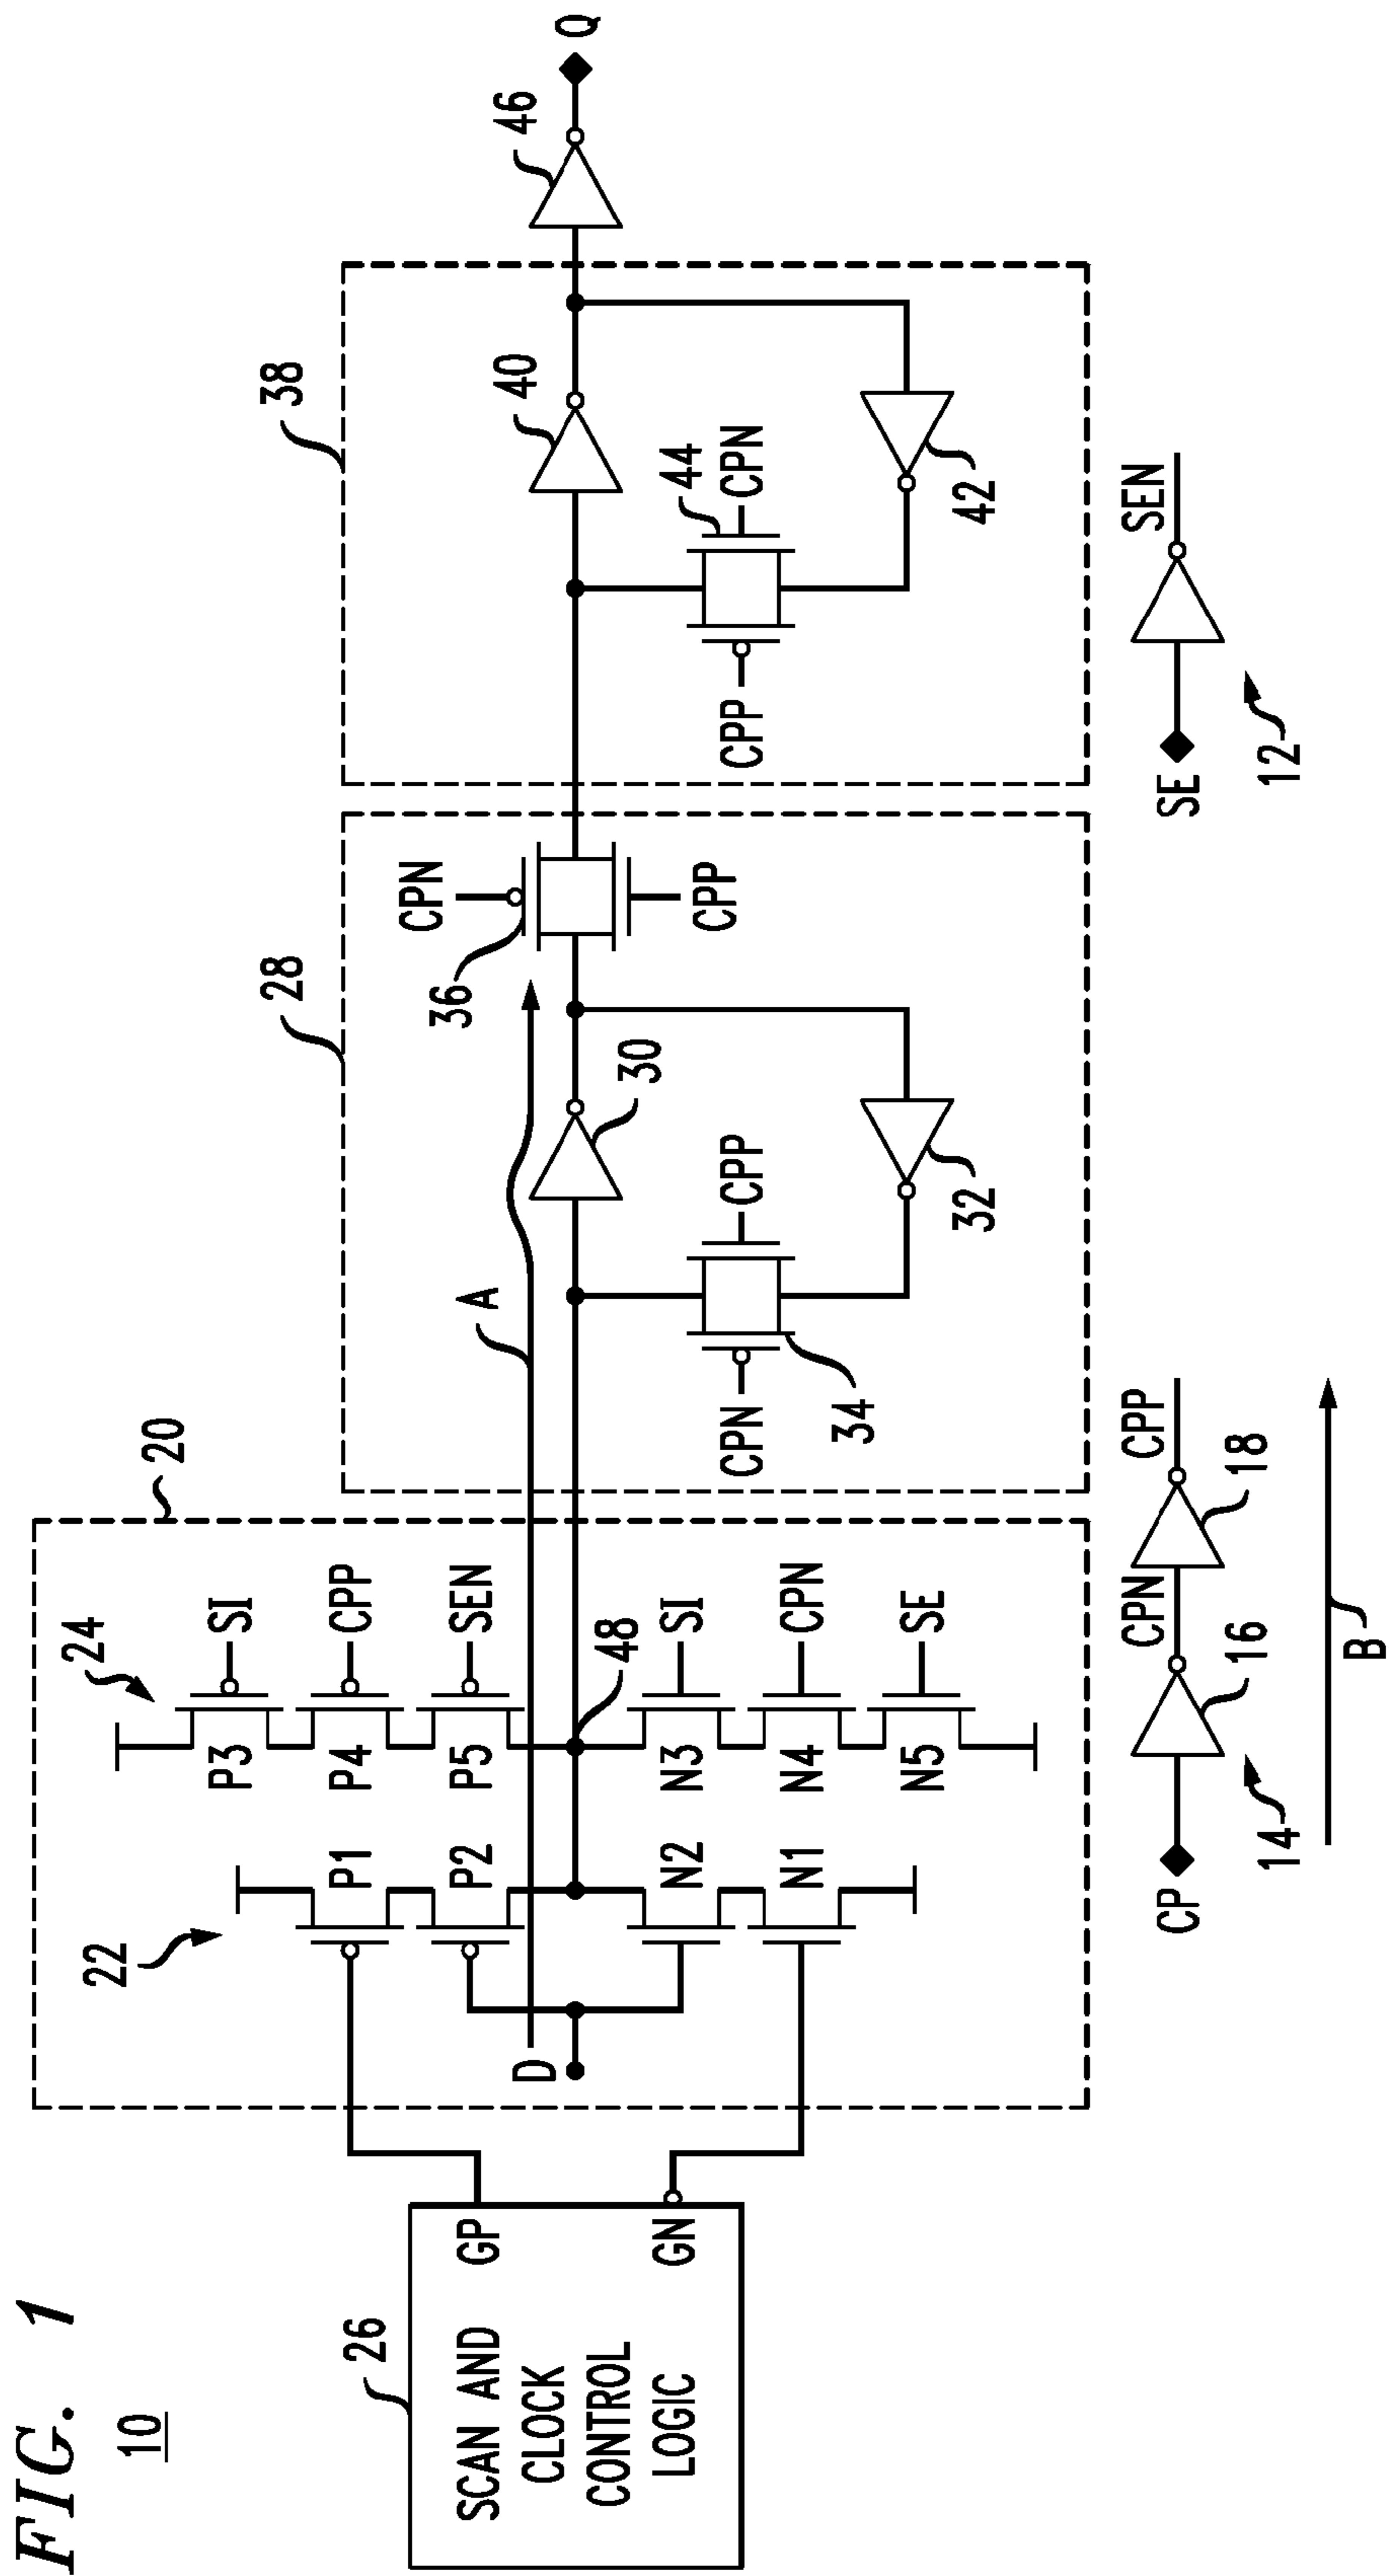 FIG. 1
10
26
SCAN AND
CLOCK
CONTROL
LOGIC
GP
GN
20
22
24
D
P1
P2
N2
N1
P3
P4
P5
N3
N4
N5
SI
CPP
SEN
SI
CPN
SE
48
A
28
30
32
34
CPN
CPP
36
CPN
CPP
38
40
42
44
CPP
CPN
46
Q
CP
14
16
CPN
18
CPP
B
SE
12
SEN